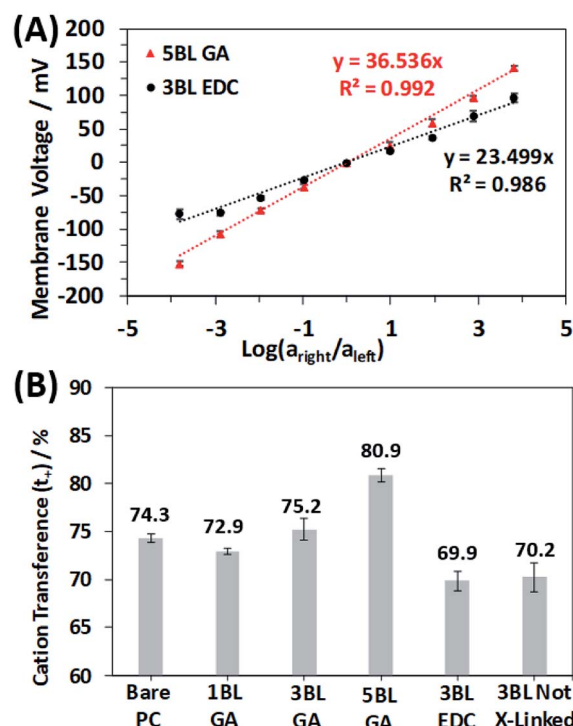 (A)
200
150
100
50
0
-50
-100
-150
-200
Membrane Voltage / mV
5BL GA
3BL EDC
y = 36.536x
R² = 0.992
y = 23.499x
R² = 0.986
-5 -3 -1 1 3 5
Log(a_right/a_left)
(B)
90
85
80
75
70
65
60
Cation Transference (t₊) / %
74.3 72.9 75.2 80.9 69.9 70.2
Bare 1BL 3BL 5BL 3BL 3BL Not
PC GA GA GA EDC X-Linked